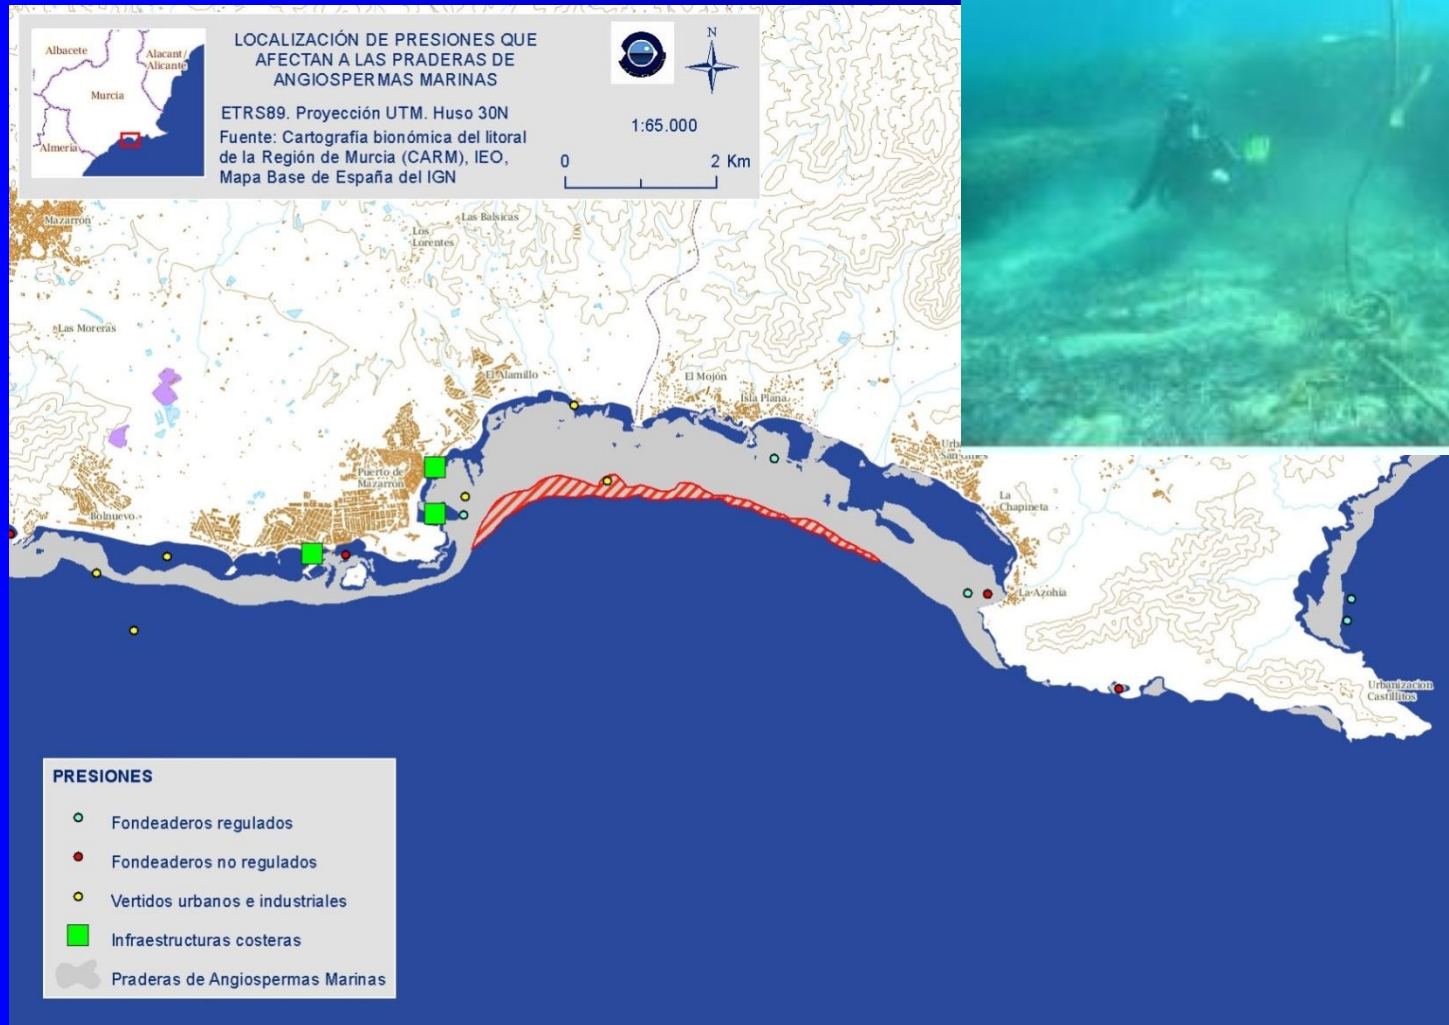 Albacete
Alacant/
Alicante
Murcia
Almería
LOCALIZACIÓN DE PRESIONES QUE
AFECTAN A LAS PRADERAS DE
ANGIOSPERMAS MARINAS
ETRS89. Proyección UTM. Huso 30N
Fuente: Cartografía bionómica del litoral
de la Región de Murcia (CARM), IEO,
Mapa Base de España del IGN
N
1:65.000
0 2 Km
Mazarrón
Las Balsicas
Los
Lorentes
Las Moreras
El Alamillo
El Mojón
Isla Plana
Puerto de
Mazarrón
Bolnuevo
La
Chapineta
La Azohía
Urbanizacion
Castillitos
PRESIONES
Fondeaderos regulados
Fondeaderos no regulados
Vertidos urbanos e industriales
Infraestructuras costeras
Praderas de Angiospermas Marinas